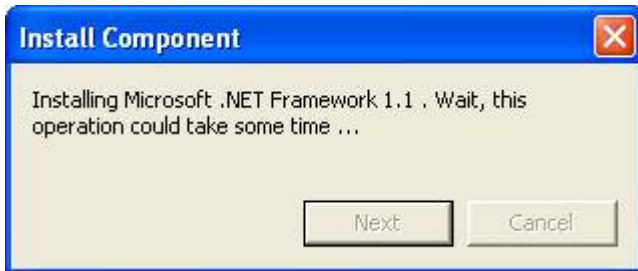 Install Component
Installing Microsoft .NET Framework 1.1 . Wait, this
operation could take some time ...
Next
Cancel